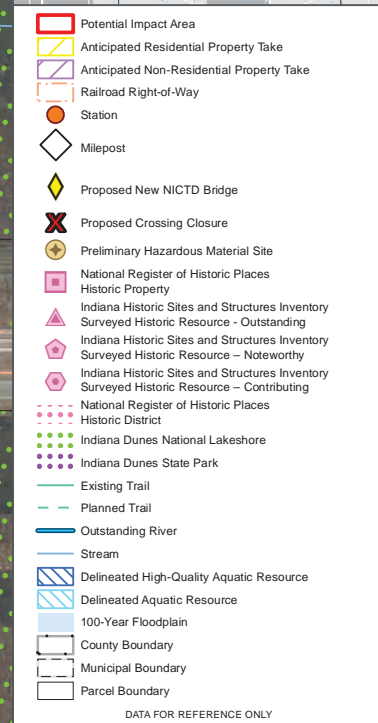 Potential Impact Area
Anticipated Residential Property Take
Anticipated Non-Residential Property Take
Railroad Right-of-Way
Station
Milepost
Proposed New NICTD Bridge
Proposed Crossing Closure
Preliminary Hazardous Material Site
National Register of Historic Places
Historic Property
Indiana Historic Sites and Structures Inventory
Surveyed Historic Resource - Outstanding
Indiana Historic Sites and Structures Inventory
Surveyed Historic Resource – Noteworthy
Indiana Historic Sites and Structures Inventory
Surveyed Historic Resource – Contributing
National Register of Historic Places
Historic District
Indiana Dunes National Lakeshore
Indiana Dunes State Park
Existing Trail
Planned Trail
Outstanding River
Stream
Delineated High-Quality Aquatic Resource
Delineated Aquatic Resource
100-Year Floodplain
County Boundary
Municipal Boundary
Parcel Boundary
DATA FOR REFERENCE ONLY